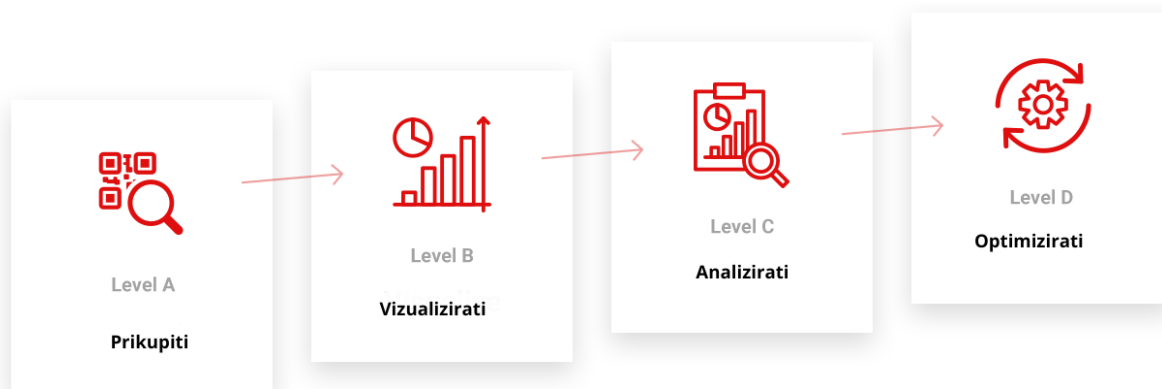 Level A
Prikupiti
Level B
Vizualizirati
Level C
Analizirati
Level D
Optimizirati